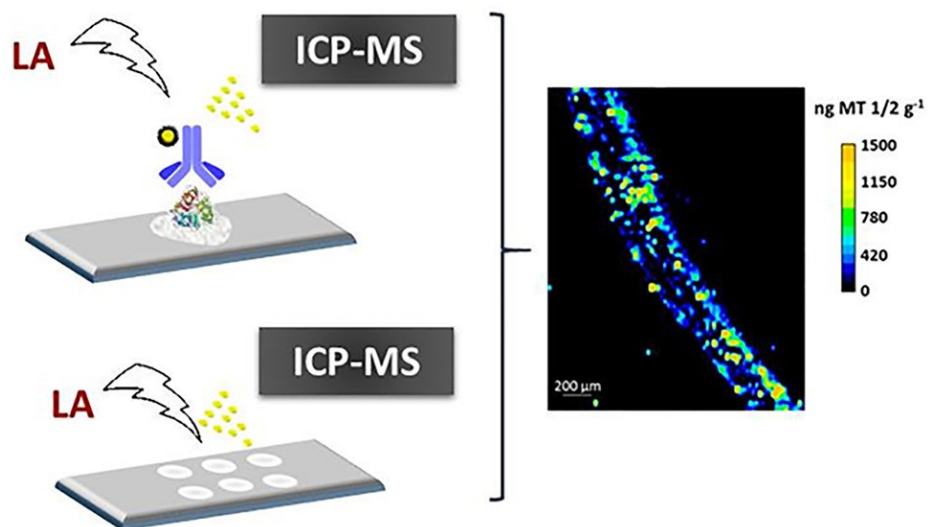 LA
ICP-MS
LA
ICP-MS
ng MT 1/2 g⁻¹
1500
1150
780
420
0
200 µm